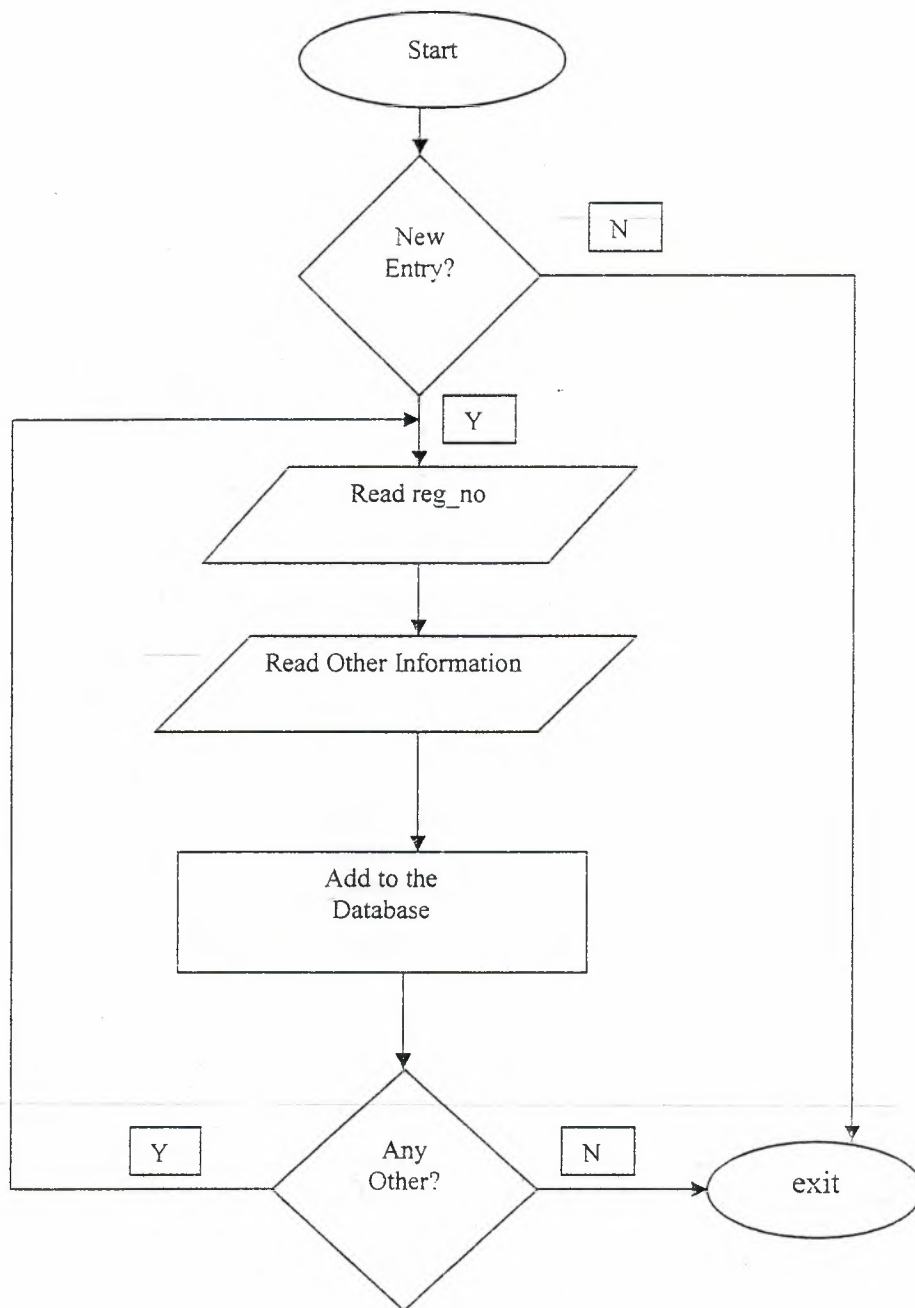 Start
New
Entry?
N
Y
Read reg_no
Read Other Information
Add to the
Database
Any
Other?
Y
N
exit